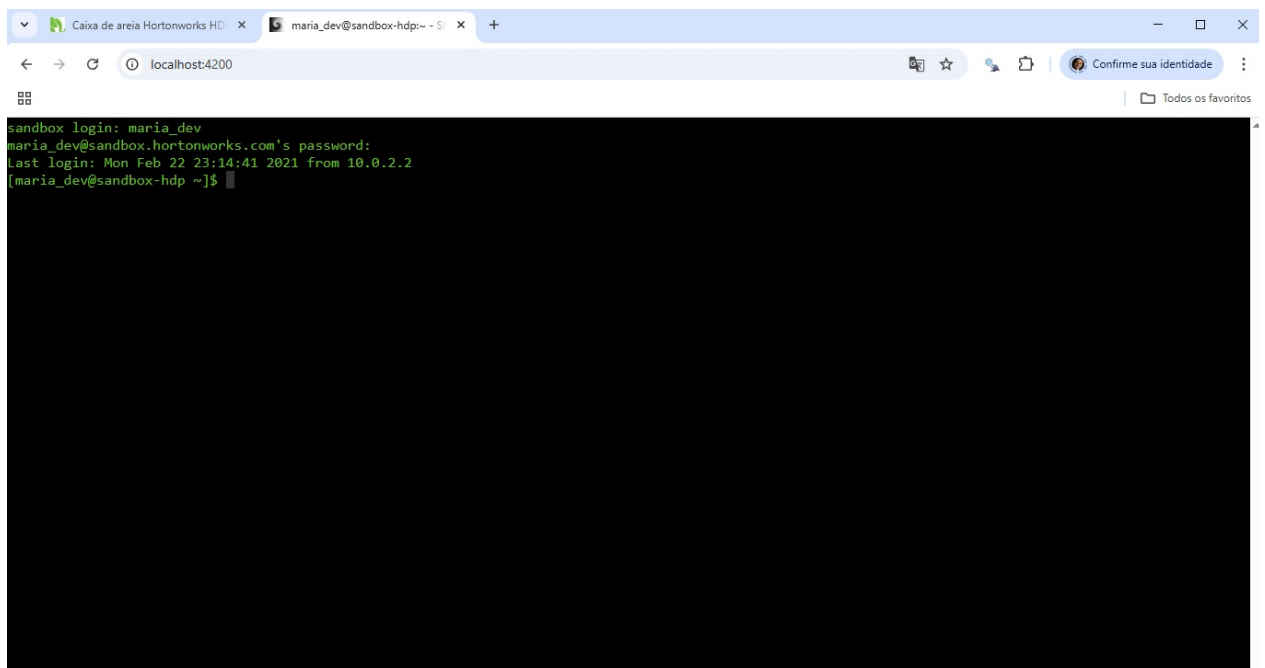 Caixa de areia Hortonworks HD
maria_dev@sandbox-hdp:~ - S
localhost:4200
Confirme sua identidade
Todos os favoritos
sandbox login: maria_dev
maria_dev@sandbox.hortonworks.com's password:
Last login: Mon Feb 22 23:14:41 2021 from 10.0.2.2
[maria_dev@sandbox-hdp ~]$